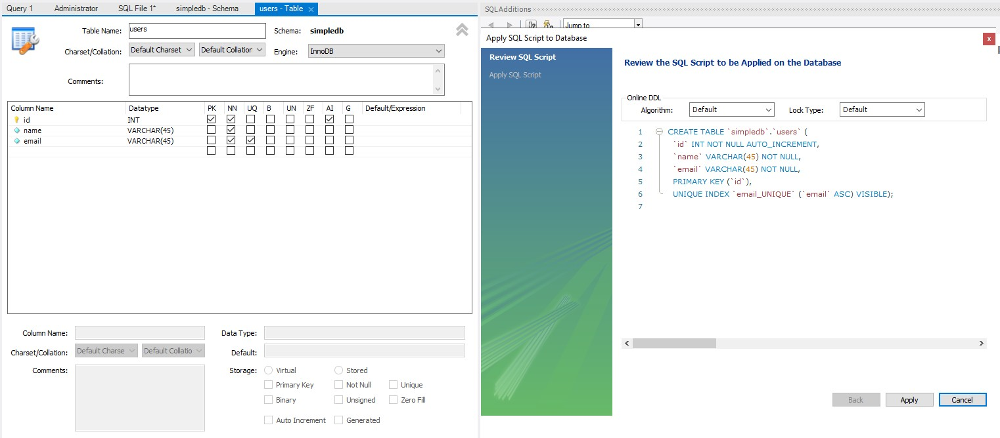 Query 1 Administrator SQL File 1* simpledb - Schema users - Table ×
Table Name: users Schema: simpledb
Charset/Collation: Default Charset Default Collation Engine: InnoDB
Comments:
Column Name Datatype PK NN UQ B UN ZF AI G Default/Expression
id INT
name VARCHAR(45)
email VARCHAR(45)
Column Name: Data Type:
Charset/Collation: Default Charse Default Collatio Default:
Comments: Storage: Virtual Stored
Primary Key Not Null Unique
Binary Unsigned Zero Fill
Auto Increment Generated
SQLAdditions
Jump to
Apply SQL Script to Database x
Review SQL Script
Apply SQL Script
Review the SQL Script to be Applied on the Database
Online DDL
Algorithm: Default Lock Type: Default
1 CREATE TABLE `simpledb`.`users` (
2 `id` INT NOT NULL AUTO_INCREMENT,
3 `name` VARCHAR(45) NOT NULL,
4 `email` VARCHAR(45) NOT NULL,
5 PRIMARY KEY (`id`),
6 UNIQUE INDEX `email_UNIQUE` (`email` ASC) VISIBLE);
7
Back Apply Cancel